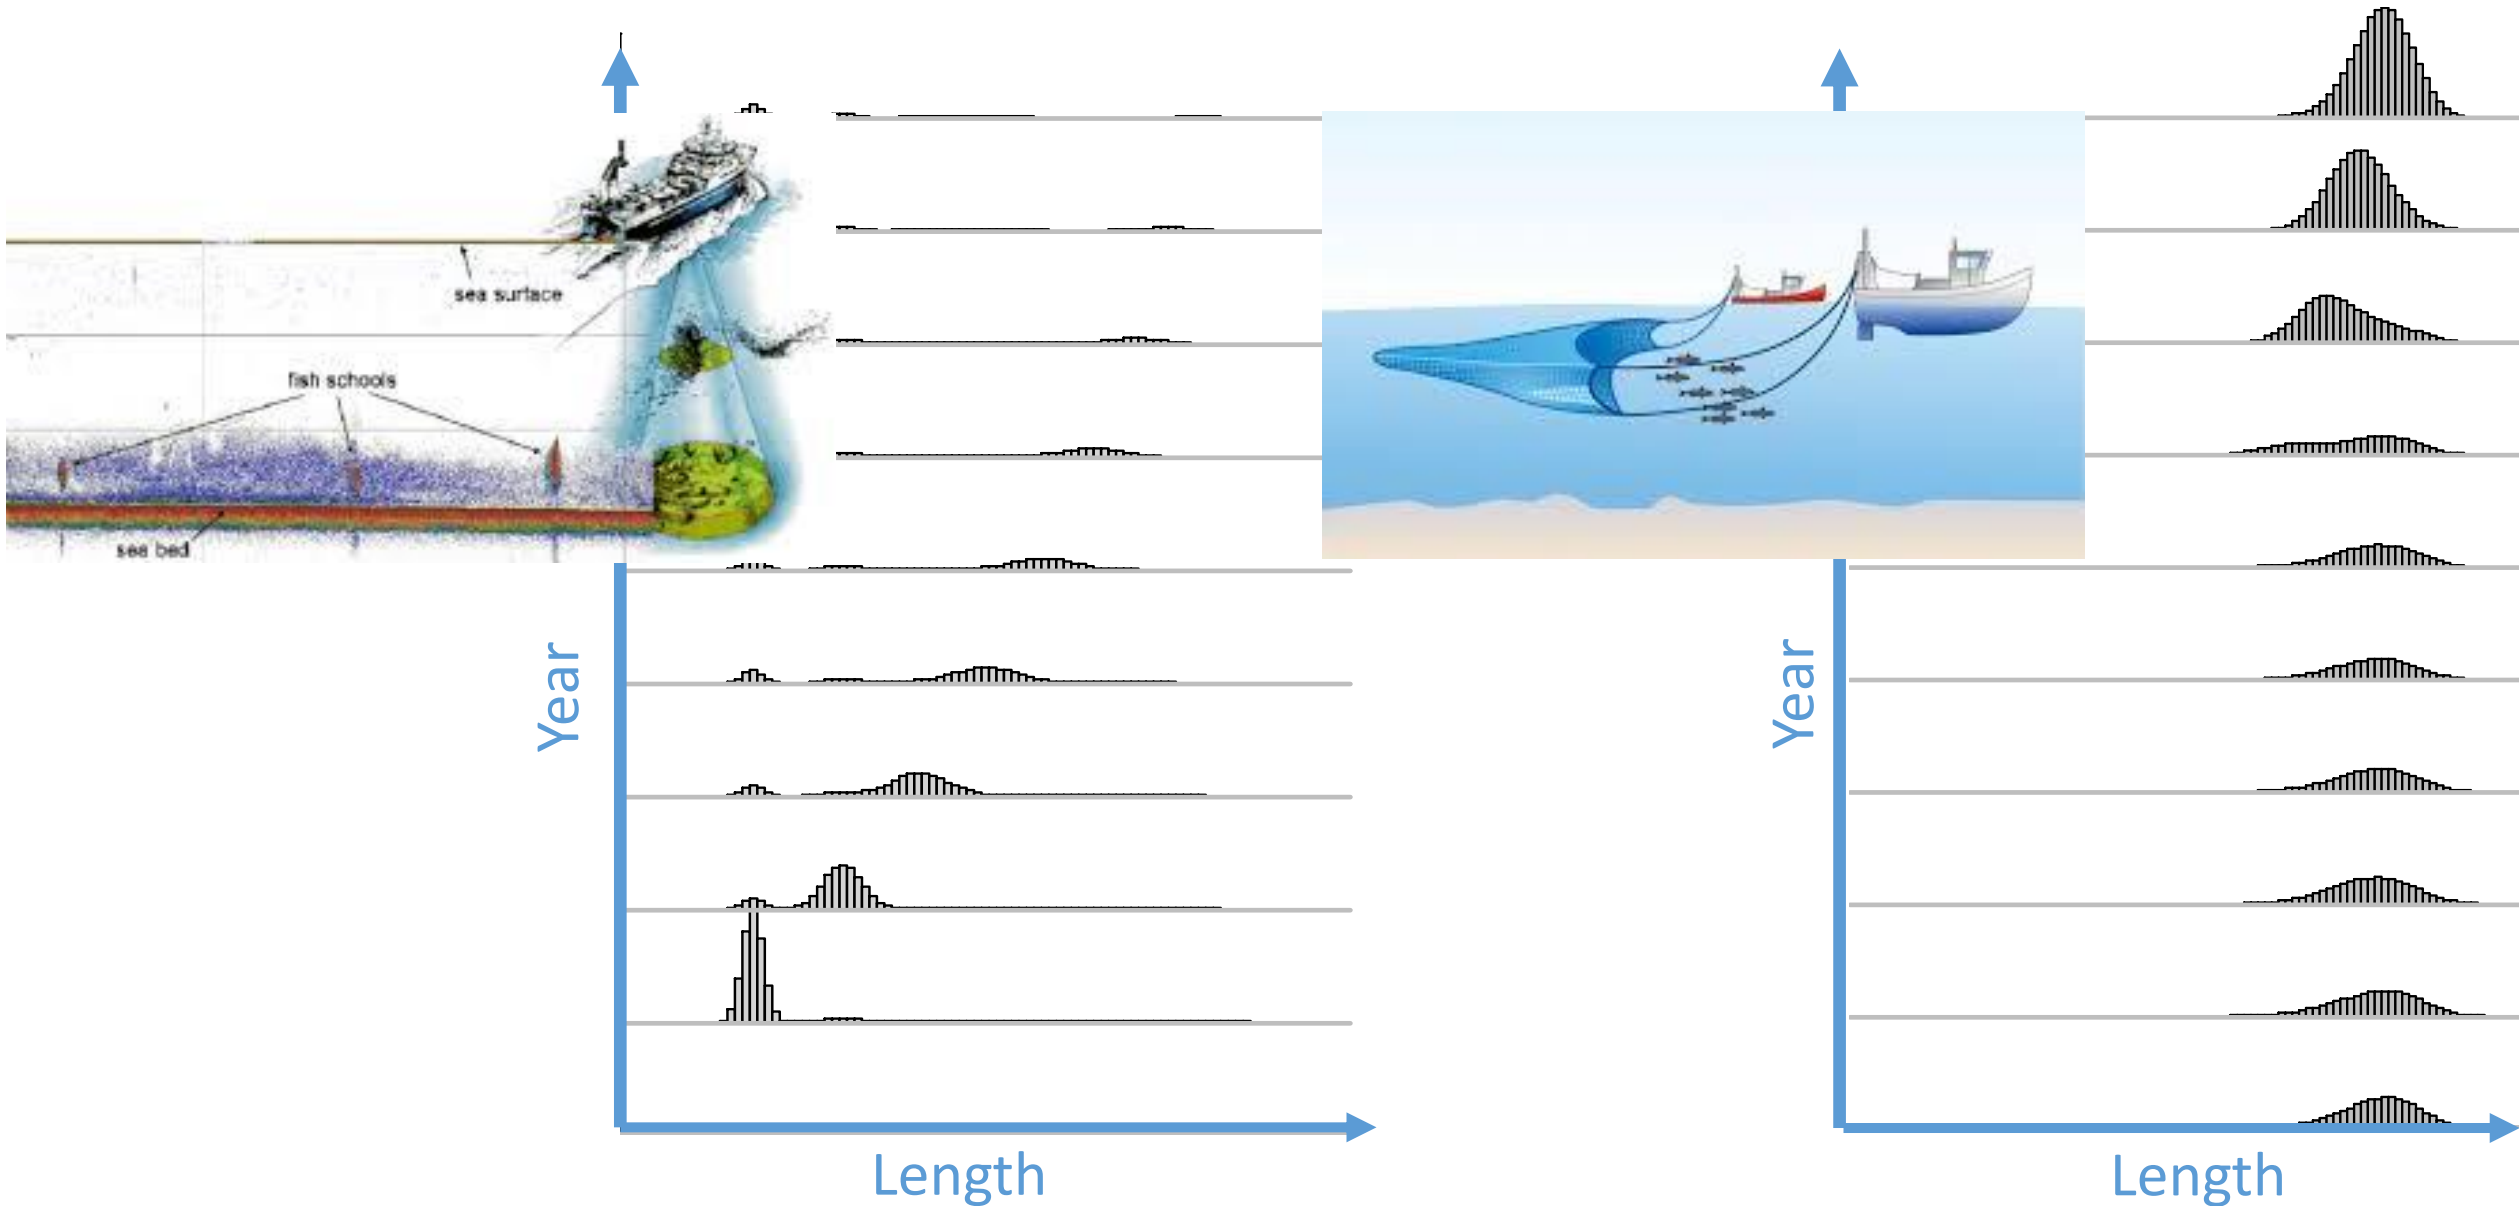 sea surface
fish schools
sea bed
Year
Length
Year
Length